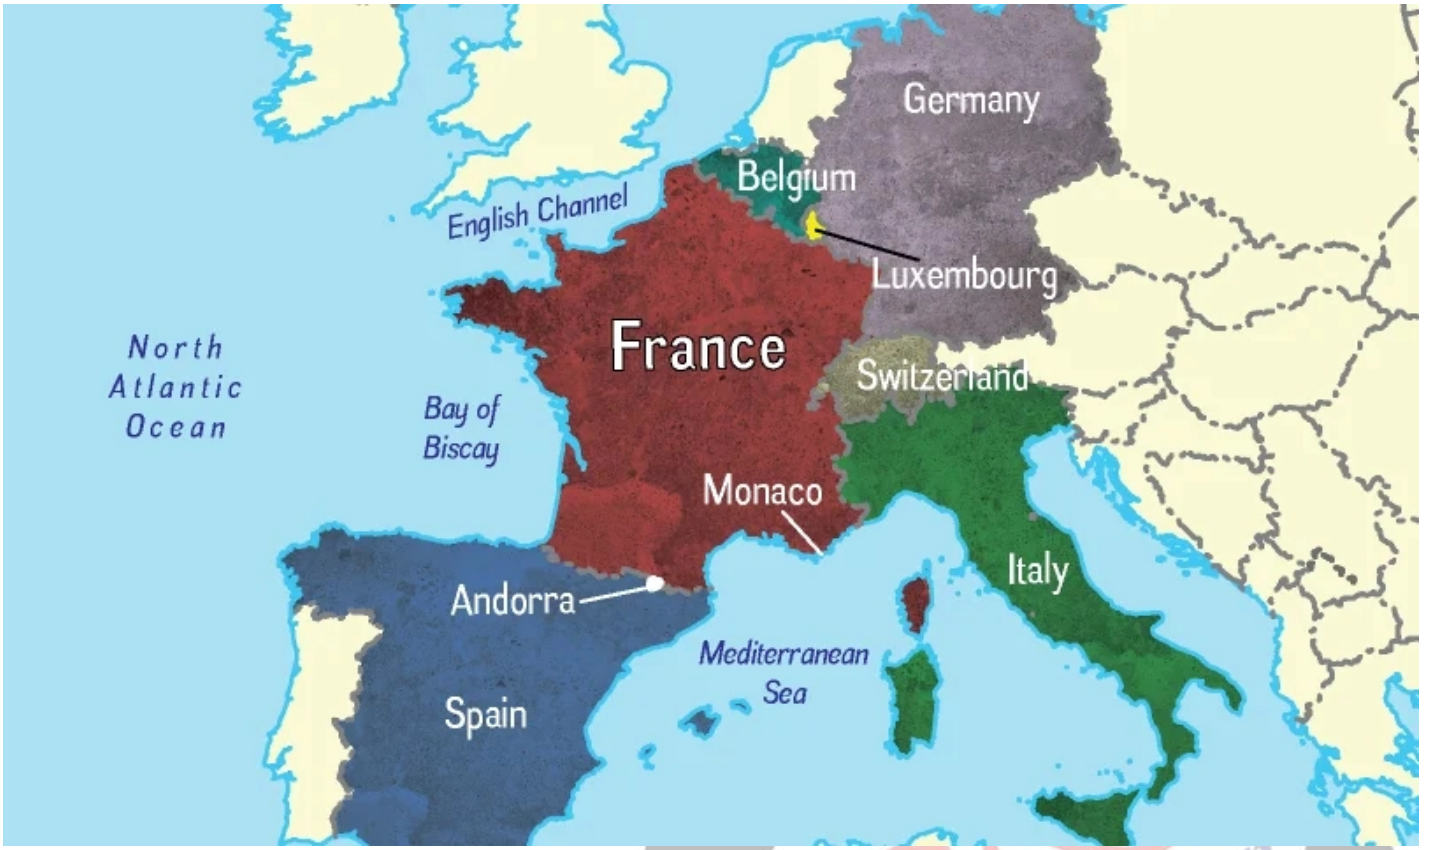 Germany
Belgium
English Channel
Luxembourg
France
North
Atlantic
Ocean
Switzerland
Bay of
Biscay
Monaco
Italy
Andorra
Mediterranean
Sea
Spain